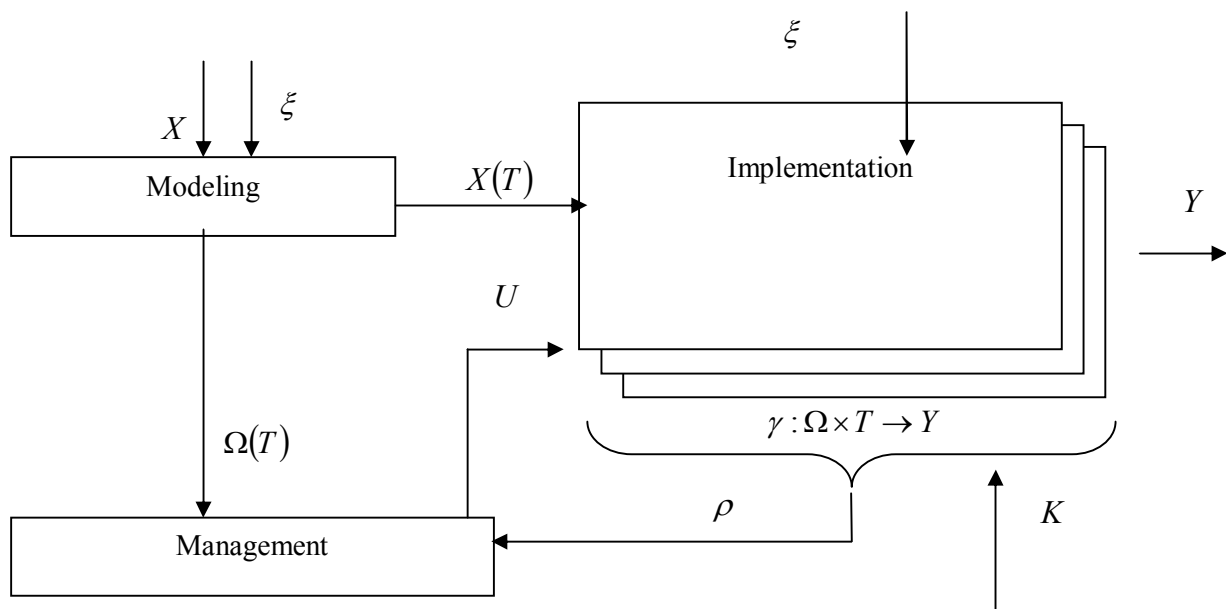 ξ
X
ξ
Modeling
X(T)
Implementation
Y
U
γ : Ω × T → Y
Ω(T)
ρ
K
Management